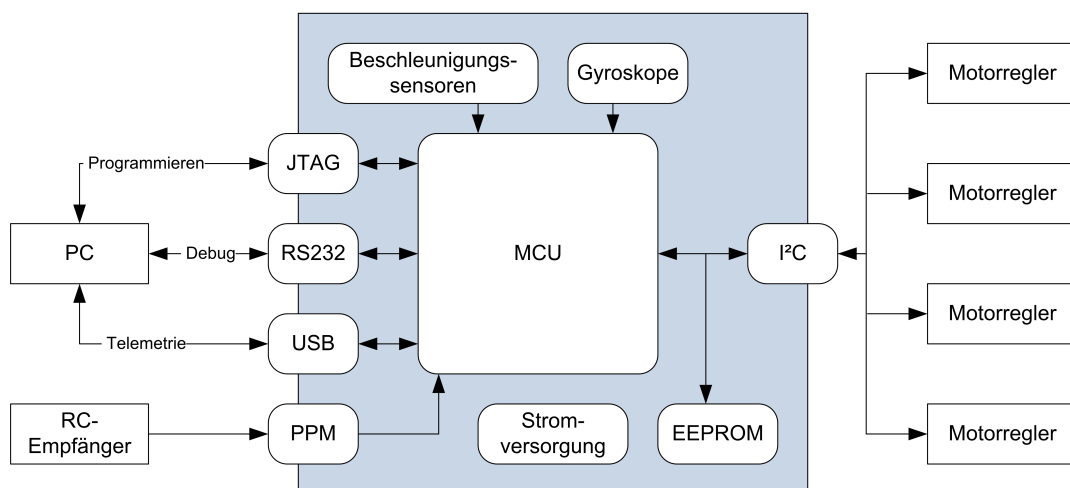 Beschleunigungs-
sensoren
Gyroskope
Motorregler
Programmieren
JTAG
Motorregler
PC
Debug
RS232
MCU
I²C
Telemetrie
USB
Motorregler
RC-
Empfänger
PPM
Strom-
versorgung
EEPROM
Motorregler